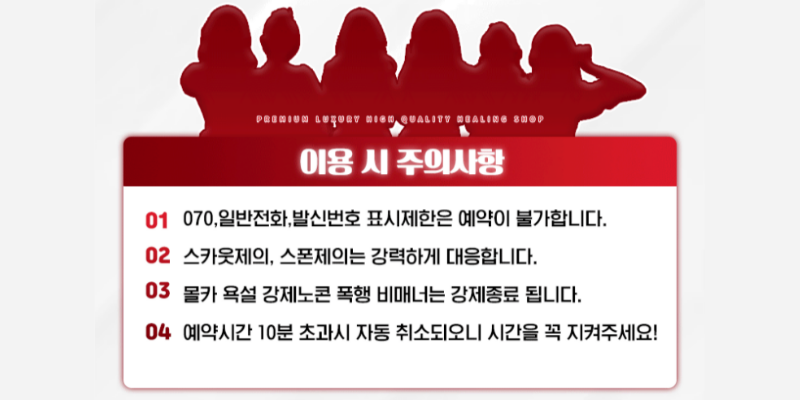 PREMIUM LUXURY HIGH QUALITY HEALING SHOP
이용 시 주의사항
01 070,일반전화,발신번호 표시제한은 예약이 불가합니다.
02 스카웃제의, 스폰제의는 강력하게 대응합니다.
03 몰카 욕설 강제노콘 폭행 비매너는 강제종료 됩니다.
04 예약시간 10분 초과시 자동 취소되오니 시간을 꼭 지켜주세요!